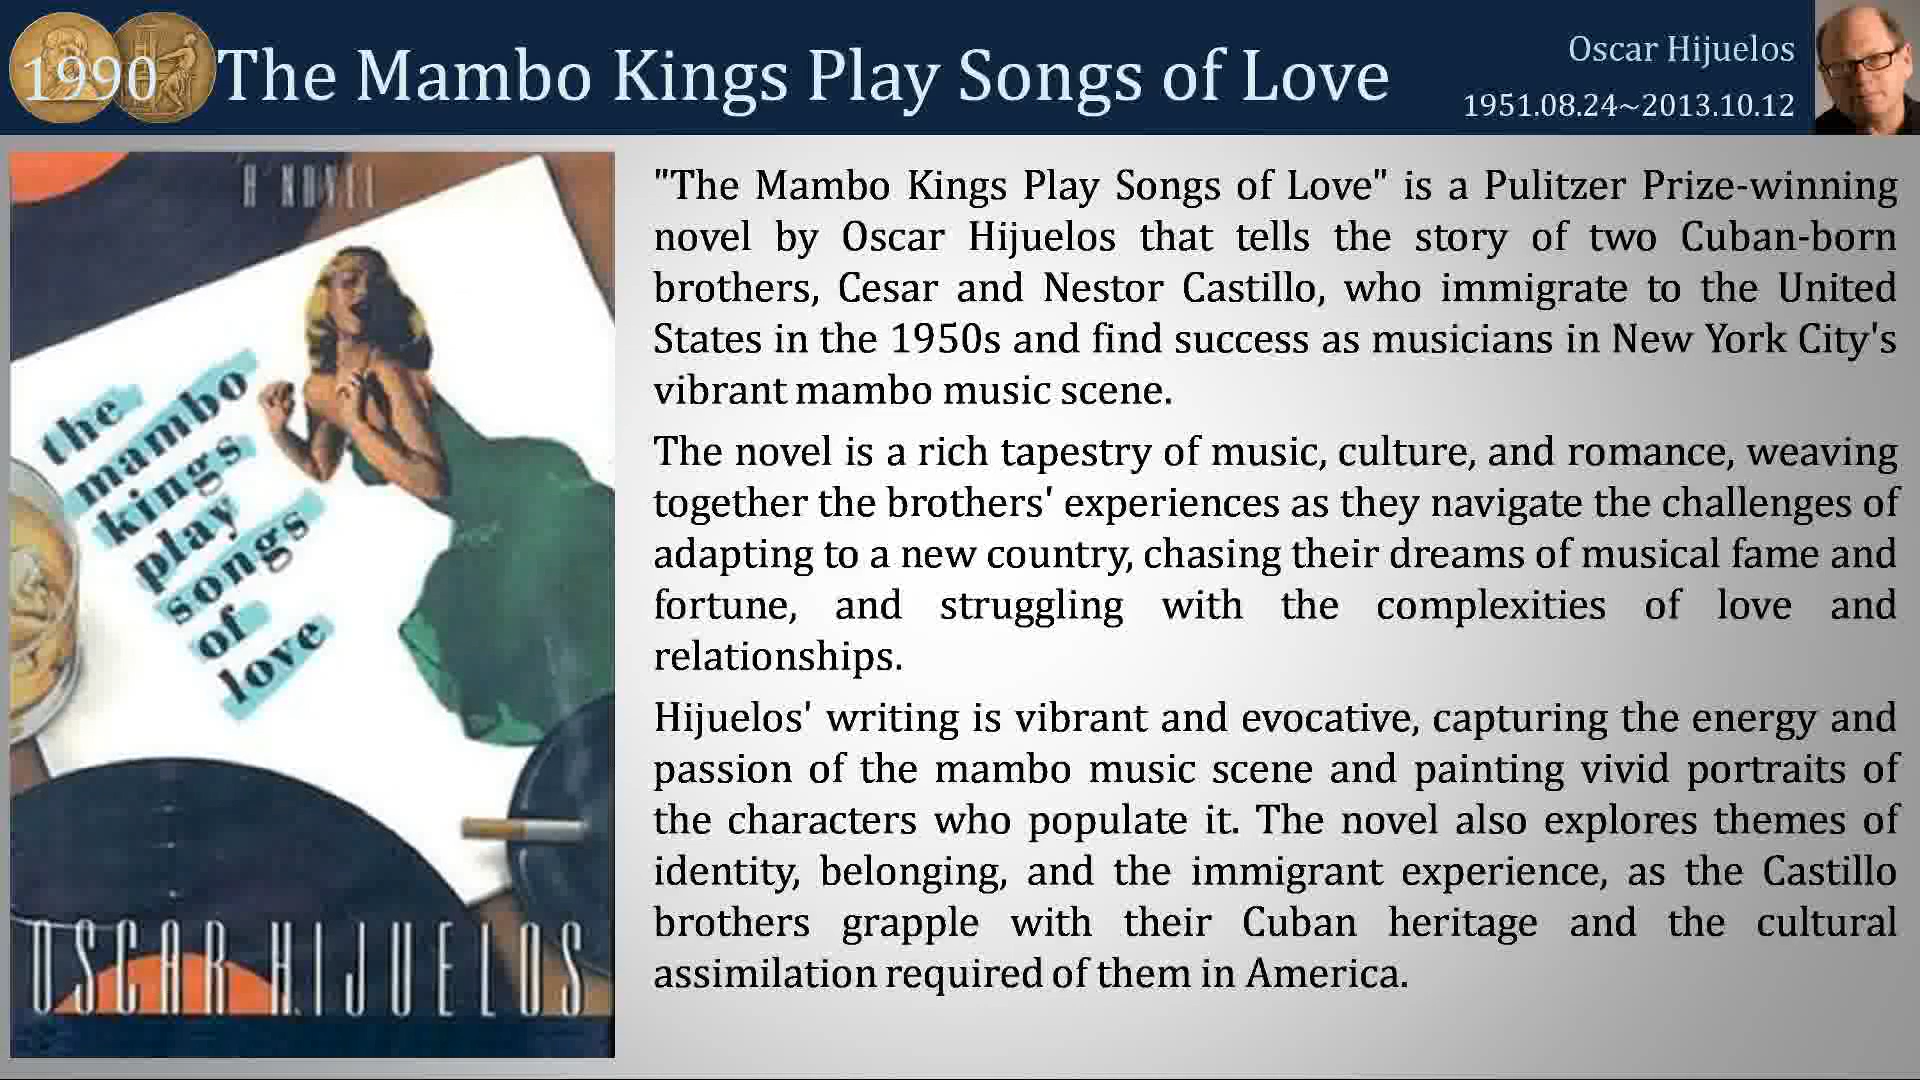 1990 The Mambo Kings Play Songs of Love
Oscar Hijuelos
1951.08.24~2013.10.12
A NOVEL
the
mambo
kings
play
songs
of
love
OSCAR HIJUELOS
"The Mambo Kings Play Songs of Love" is a Pulitzer Prize-winning
novel by Oscar Hijuelos that tells the story of two Cuban-born
brothers, Cesar and Nestor Castillo, who immigrate to the United
States in the 1950s and find success as musicians in New York City's
vibrant mambo music scene.
The novel is a rich tapestry of music, culture, and romance, weaving
together the brothers' experiences as they navigate the challenges of
adapting to a new country, chasing their dreams of musical fame and
fortune, and struggling with the complexities of love and
relationships.
Hijuelos' writing is vibrant and evocative, capturing the energy and
passion of the mambo music scene and painting vivid portraits of
the characters who populate it. The novel also explores themes of
identity, belonging, and the immigrant experience, as the Castillo
brothers grapple with their Cuban heritage and the cultural
assimilation required of them in America.